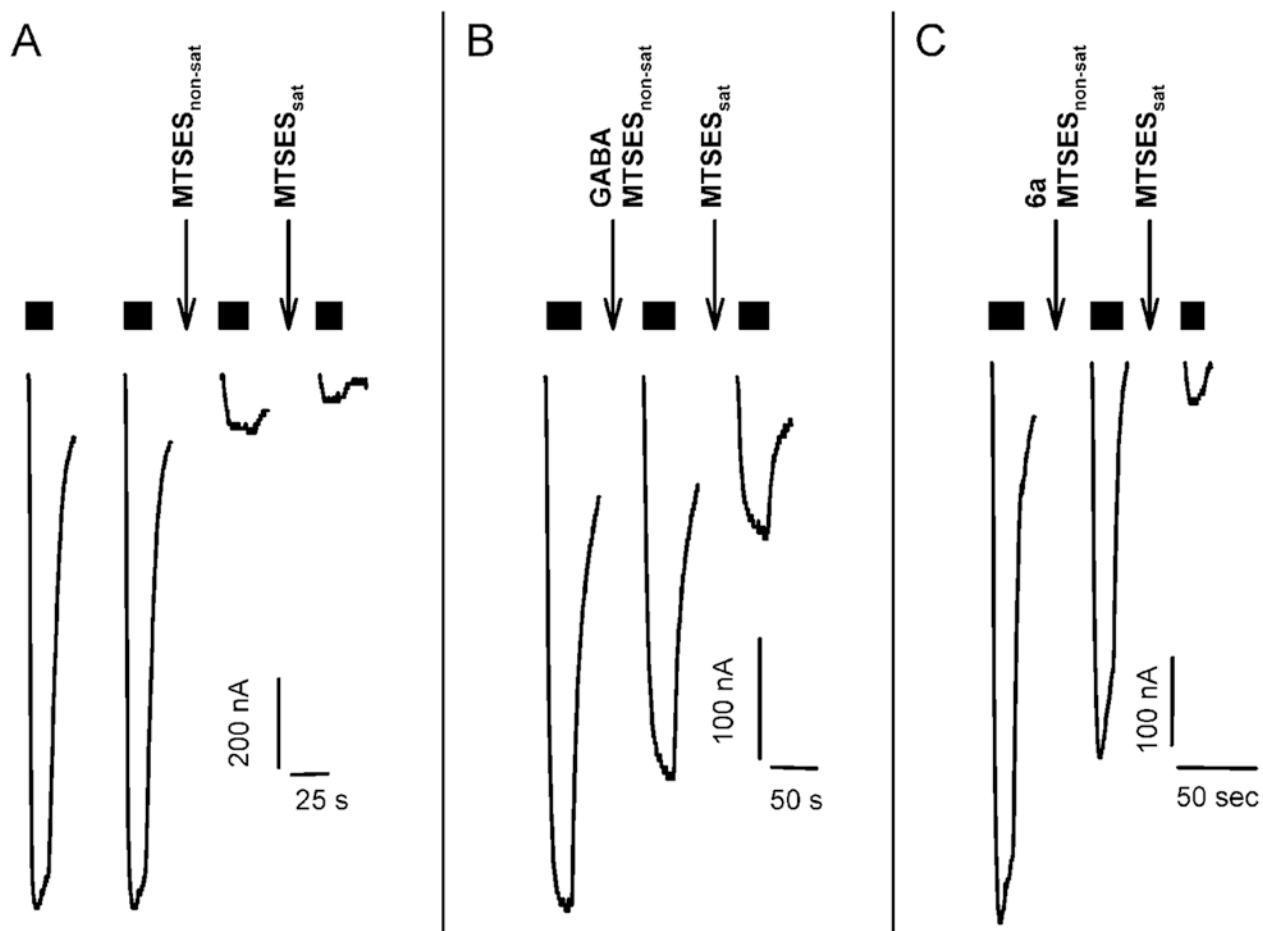 A
MTSESnon-sat
MTSESsat
200 nA
25 s
B
GABA
MTSESnon-sat
MTSESsat
100 nA
50 s
C
6a
MTSESnon-sat
MTSESsat
100 nA
50 sec